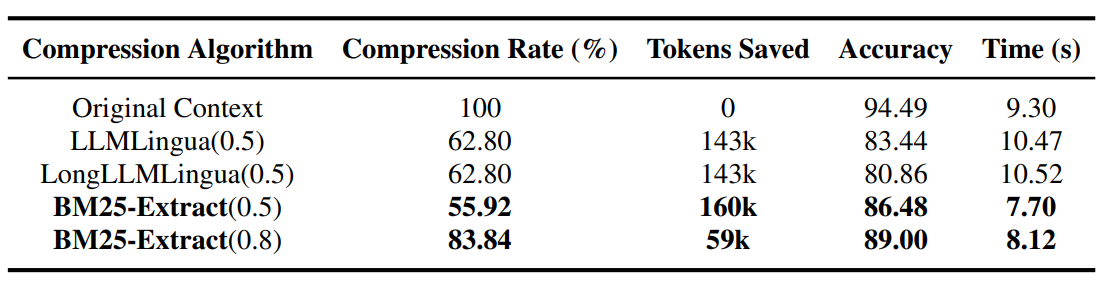 Compression Algorithm Compression Rate (%) Tokens Saved Accuracy Time (s)
Original Context 100 0 94.49 9.30
LLMLingua(0.5) 62.80 143k 83.44 10.47
LongLLMLingua(0.5) 62.80 143k 80.86 10.52
BM25-Extract(0.5) 55.92 160k 86.48 7.70
BM25-Extract(0.8) 83.84 59k 89.00 8.12